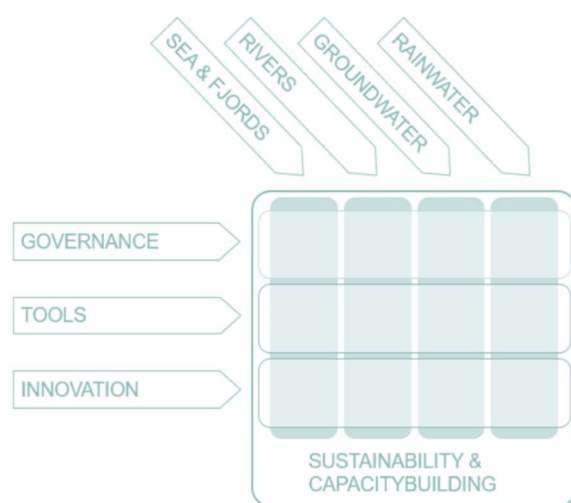 SEA & FJORDS
RIVERS
GROUNDWATER
RAINWATER
GOVERNANCE
TOOLS
INNOVATION
SUSTAINABILITY &
CAPACITYBUILDING